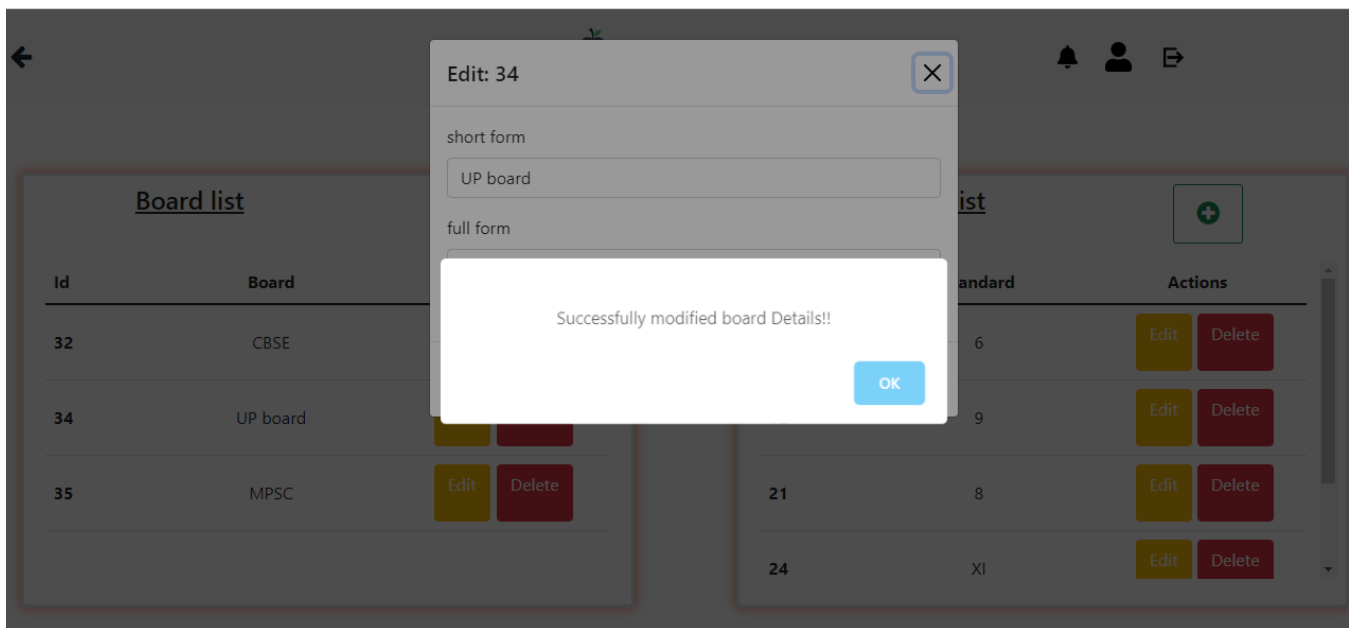 Edit: 34
short form
UP board
full form
Successfully modified board Details!!
OK
Board list
Id Board
32 CBSE
34 UP board
35 MPSC Edit Delete
ist
andard Actions
6 Edit Delete
9 Edit Delete
21 8 Edit Delete
24 XI Edit Delete